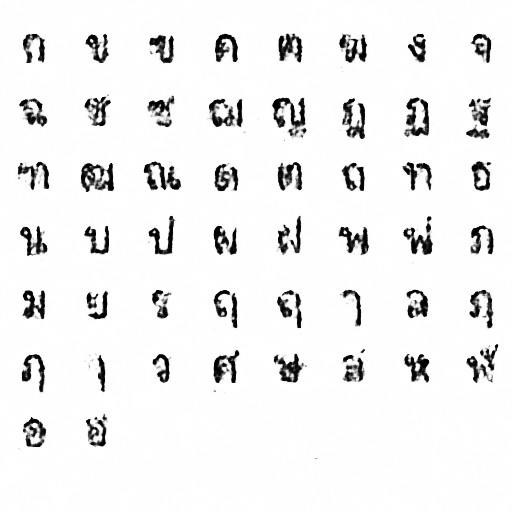 ก ข ฃ ค ฅ ฆ ง จ
ฉ ช ซ ฌ ญ ฎ ฏ ฐ
ฑ ฒ ณ ด ต ถ ท ธ
น บ ป ผ ฝ พ ฟ ภ
ม ย ร ฤ ฤ ๅ ล ฦ
ฦ ๅ ว ศ ษ ส ห ฬ
อ ฮ